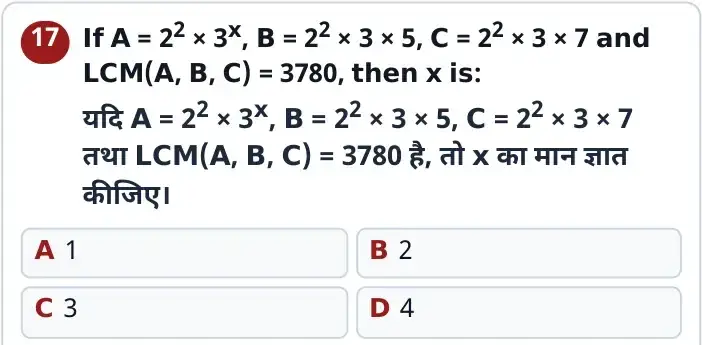 17 If A = 2² × 3ˣ, B = 2² × 3 × 5, C = 2² × 3 × 7 and
LCM(A, B, C) = 3780, then x is:
यदि A = 2² × 3ˣ, B = 2² × 3 × 5, C = 2² × 3 × 7
तथा LCM(A, B, C) = 3780 है, तो x का मान ज्ञात
कीजिए।
A 1
B 2
C 3
D 4